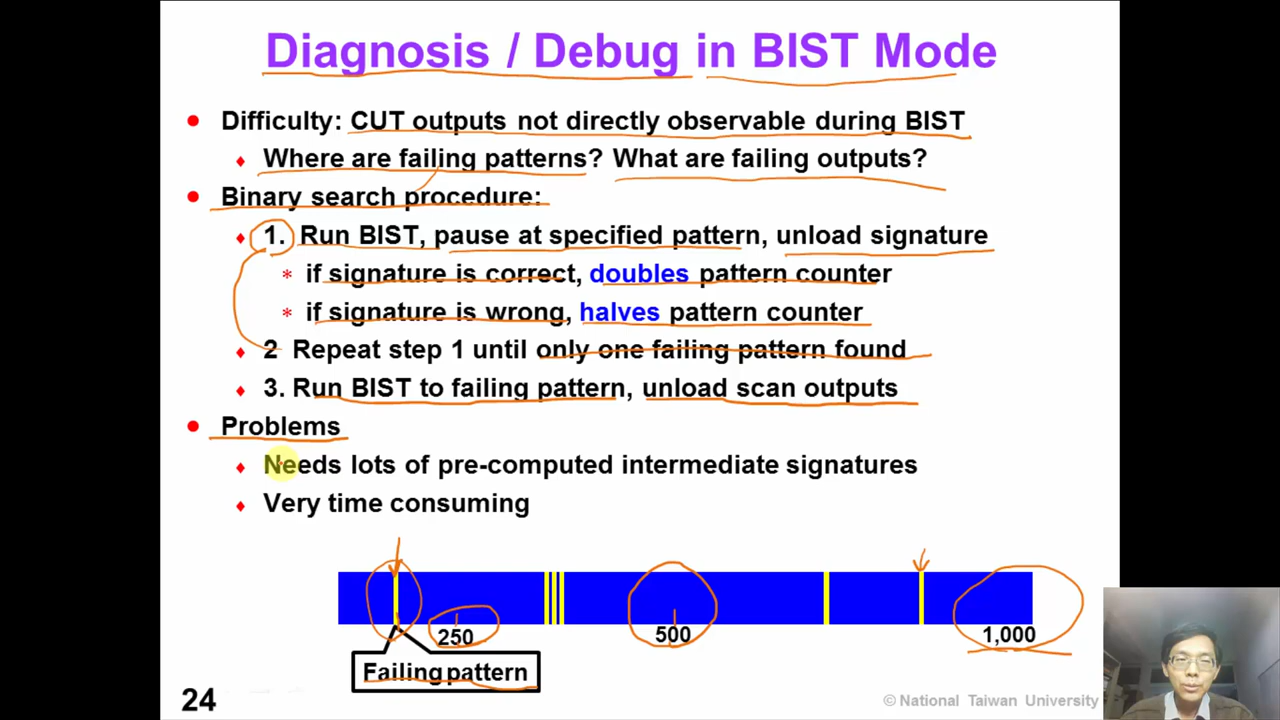 Diagnosis / Debug in BIST Mode
• Difficulty: CUT outputs not directly observable during BIST
♦ Where are failing patterns? What are failing outputs?
• Binary search procedure:
♦ 1. Run BIST, pause at specified pattern, unload signature
* if signature is correct, doubles pattern counter
* if signature is wrong, halves pattern counter
♦ 2 Repeat step 1 until only one failing pattern found
♦ 3. Run BIST to failing pattern, unload scan outputs
• Problems
♦ Needs lots of pre-computed intermediate signatures
♦ Very time consuming
250 500 1,000
Failing pattern
24
© National Taiwan University